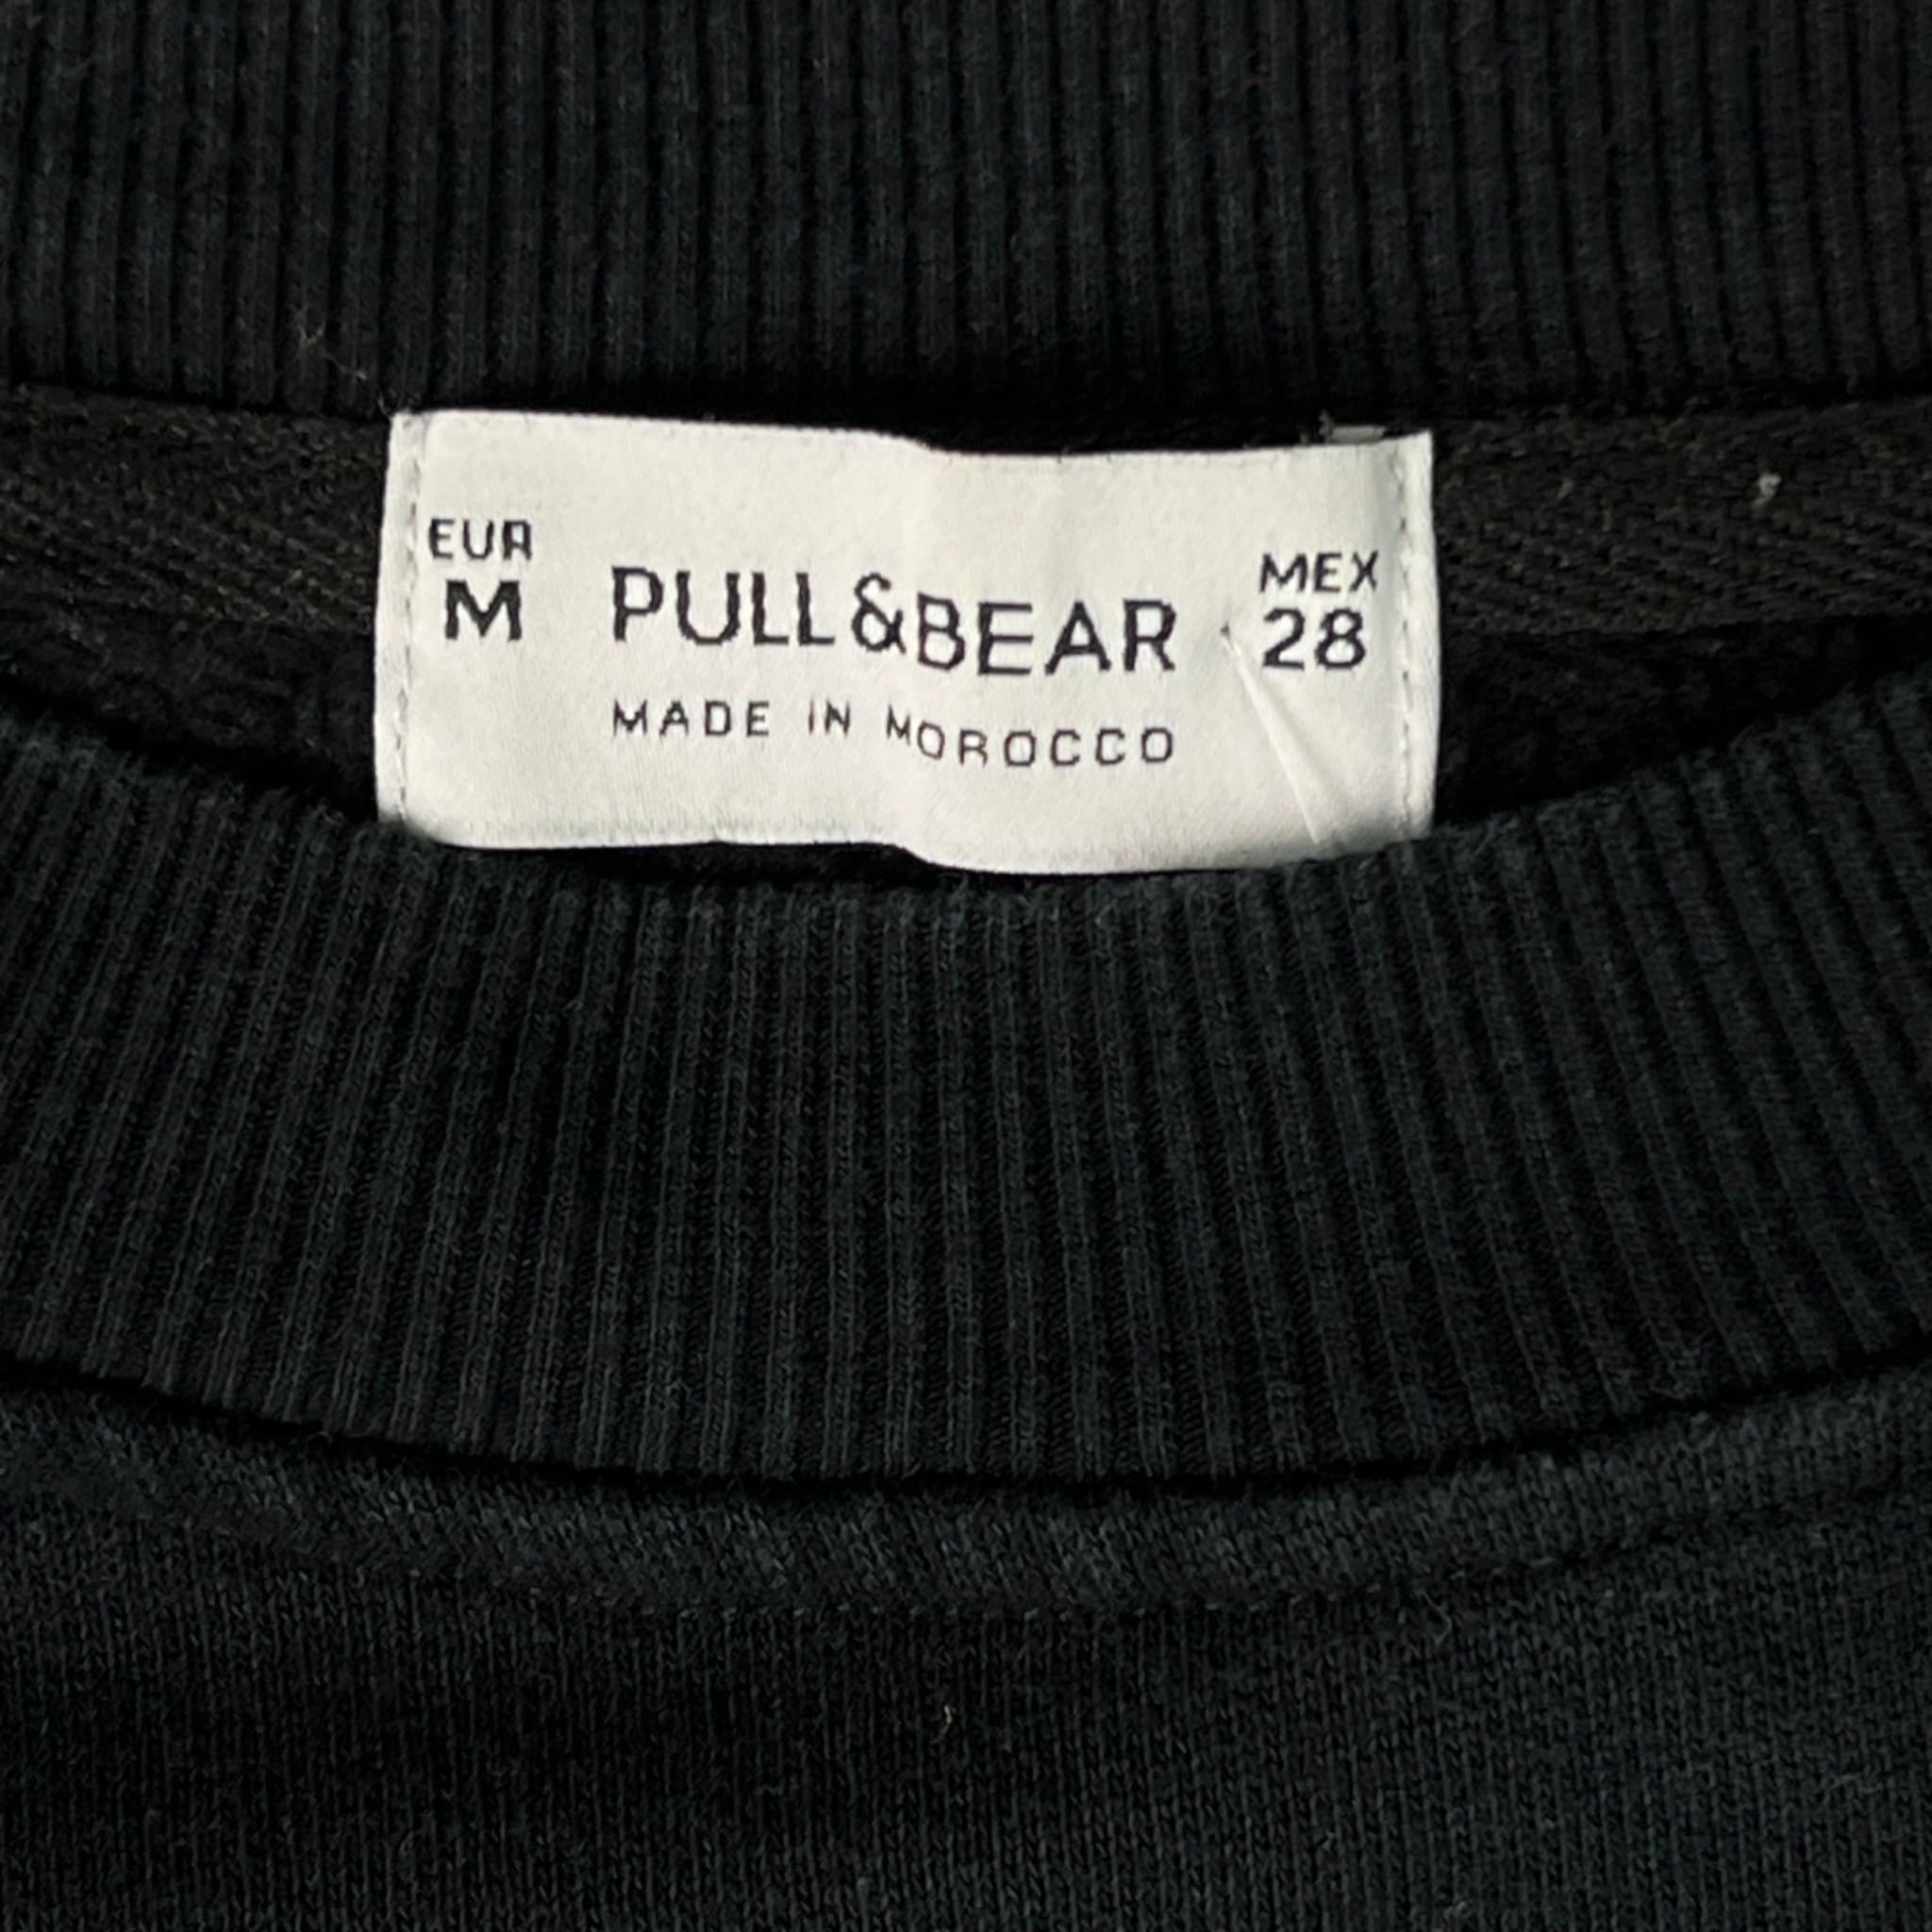 EUR
M
PULL&BEAR
MADE IN MOROCCO
MEX
28